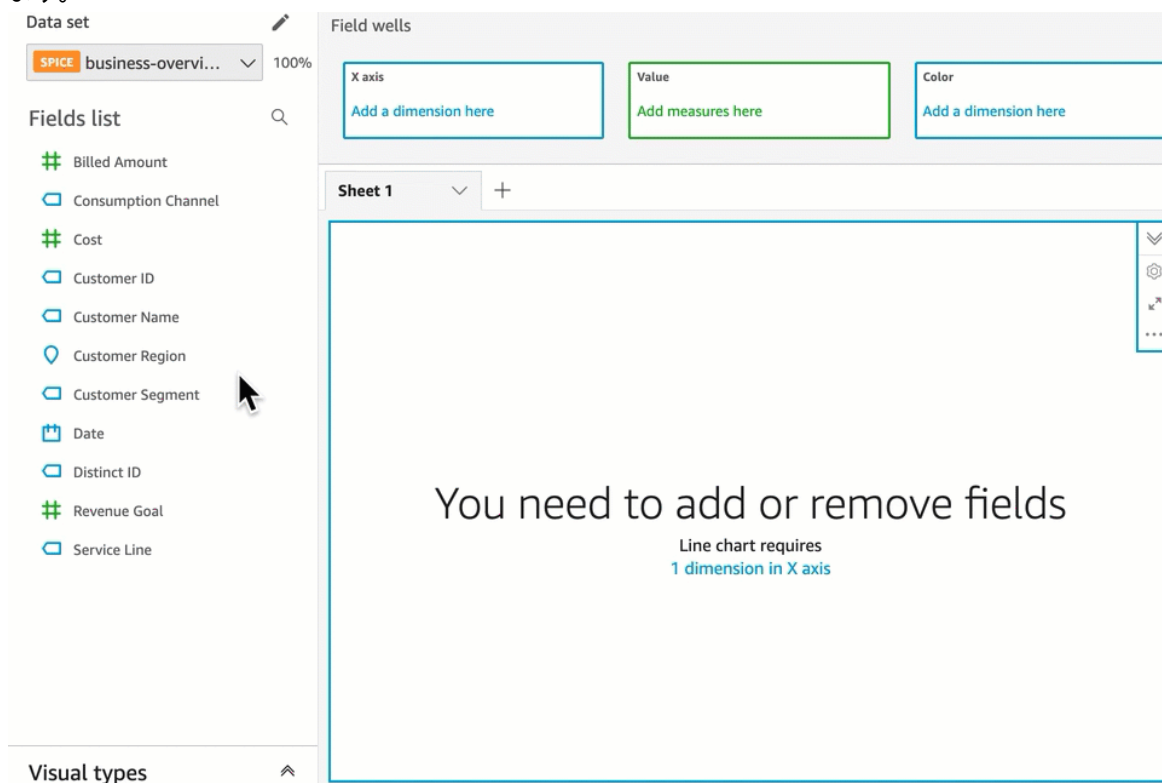 Data set
SPICE business-overvi... 100%
Fields list
Billed Amount
Consumption Channel
Cost
Customer ID
Customer Name
Customer Region
Customer Segment
Date
Distinct ID
Revenue Goal
Service Line
Visual types
Field wells
X axis
Add a dimension here
Value
Add measures here
Color
Add a dimension here
Sheet 1
You need to add or remove fields
Line chart requires
1 dimension in X axis